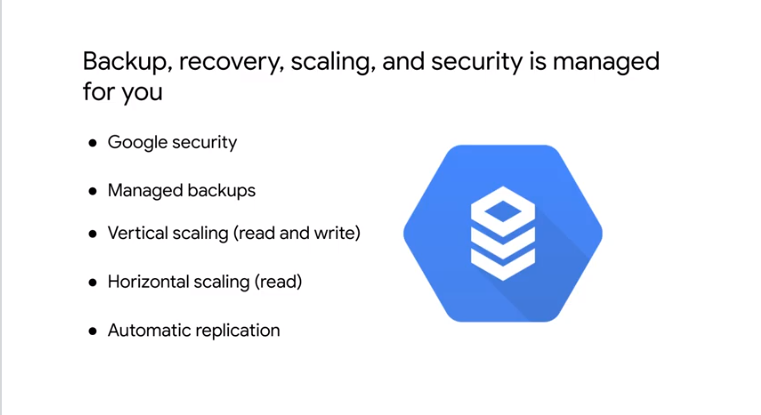 Backup, recovery, scaling, and security is managed
for you
● Google security
● Managed backups
● Vertical scaling (read and write)
● Horizontal scaling (read)
● Automatic replication